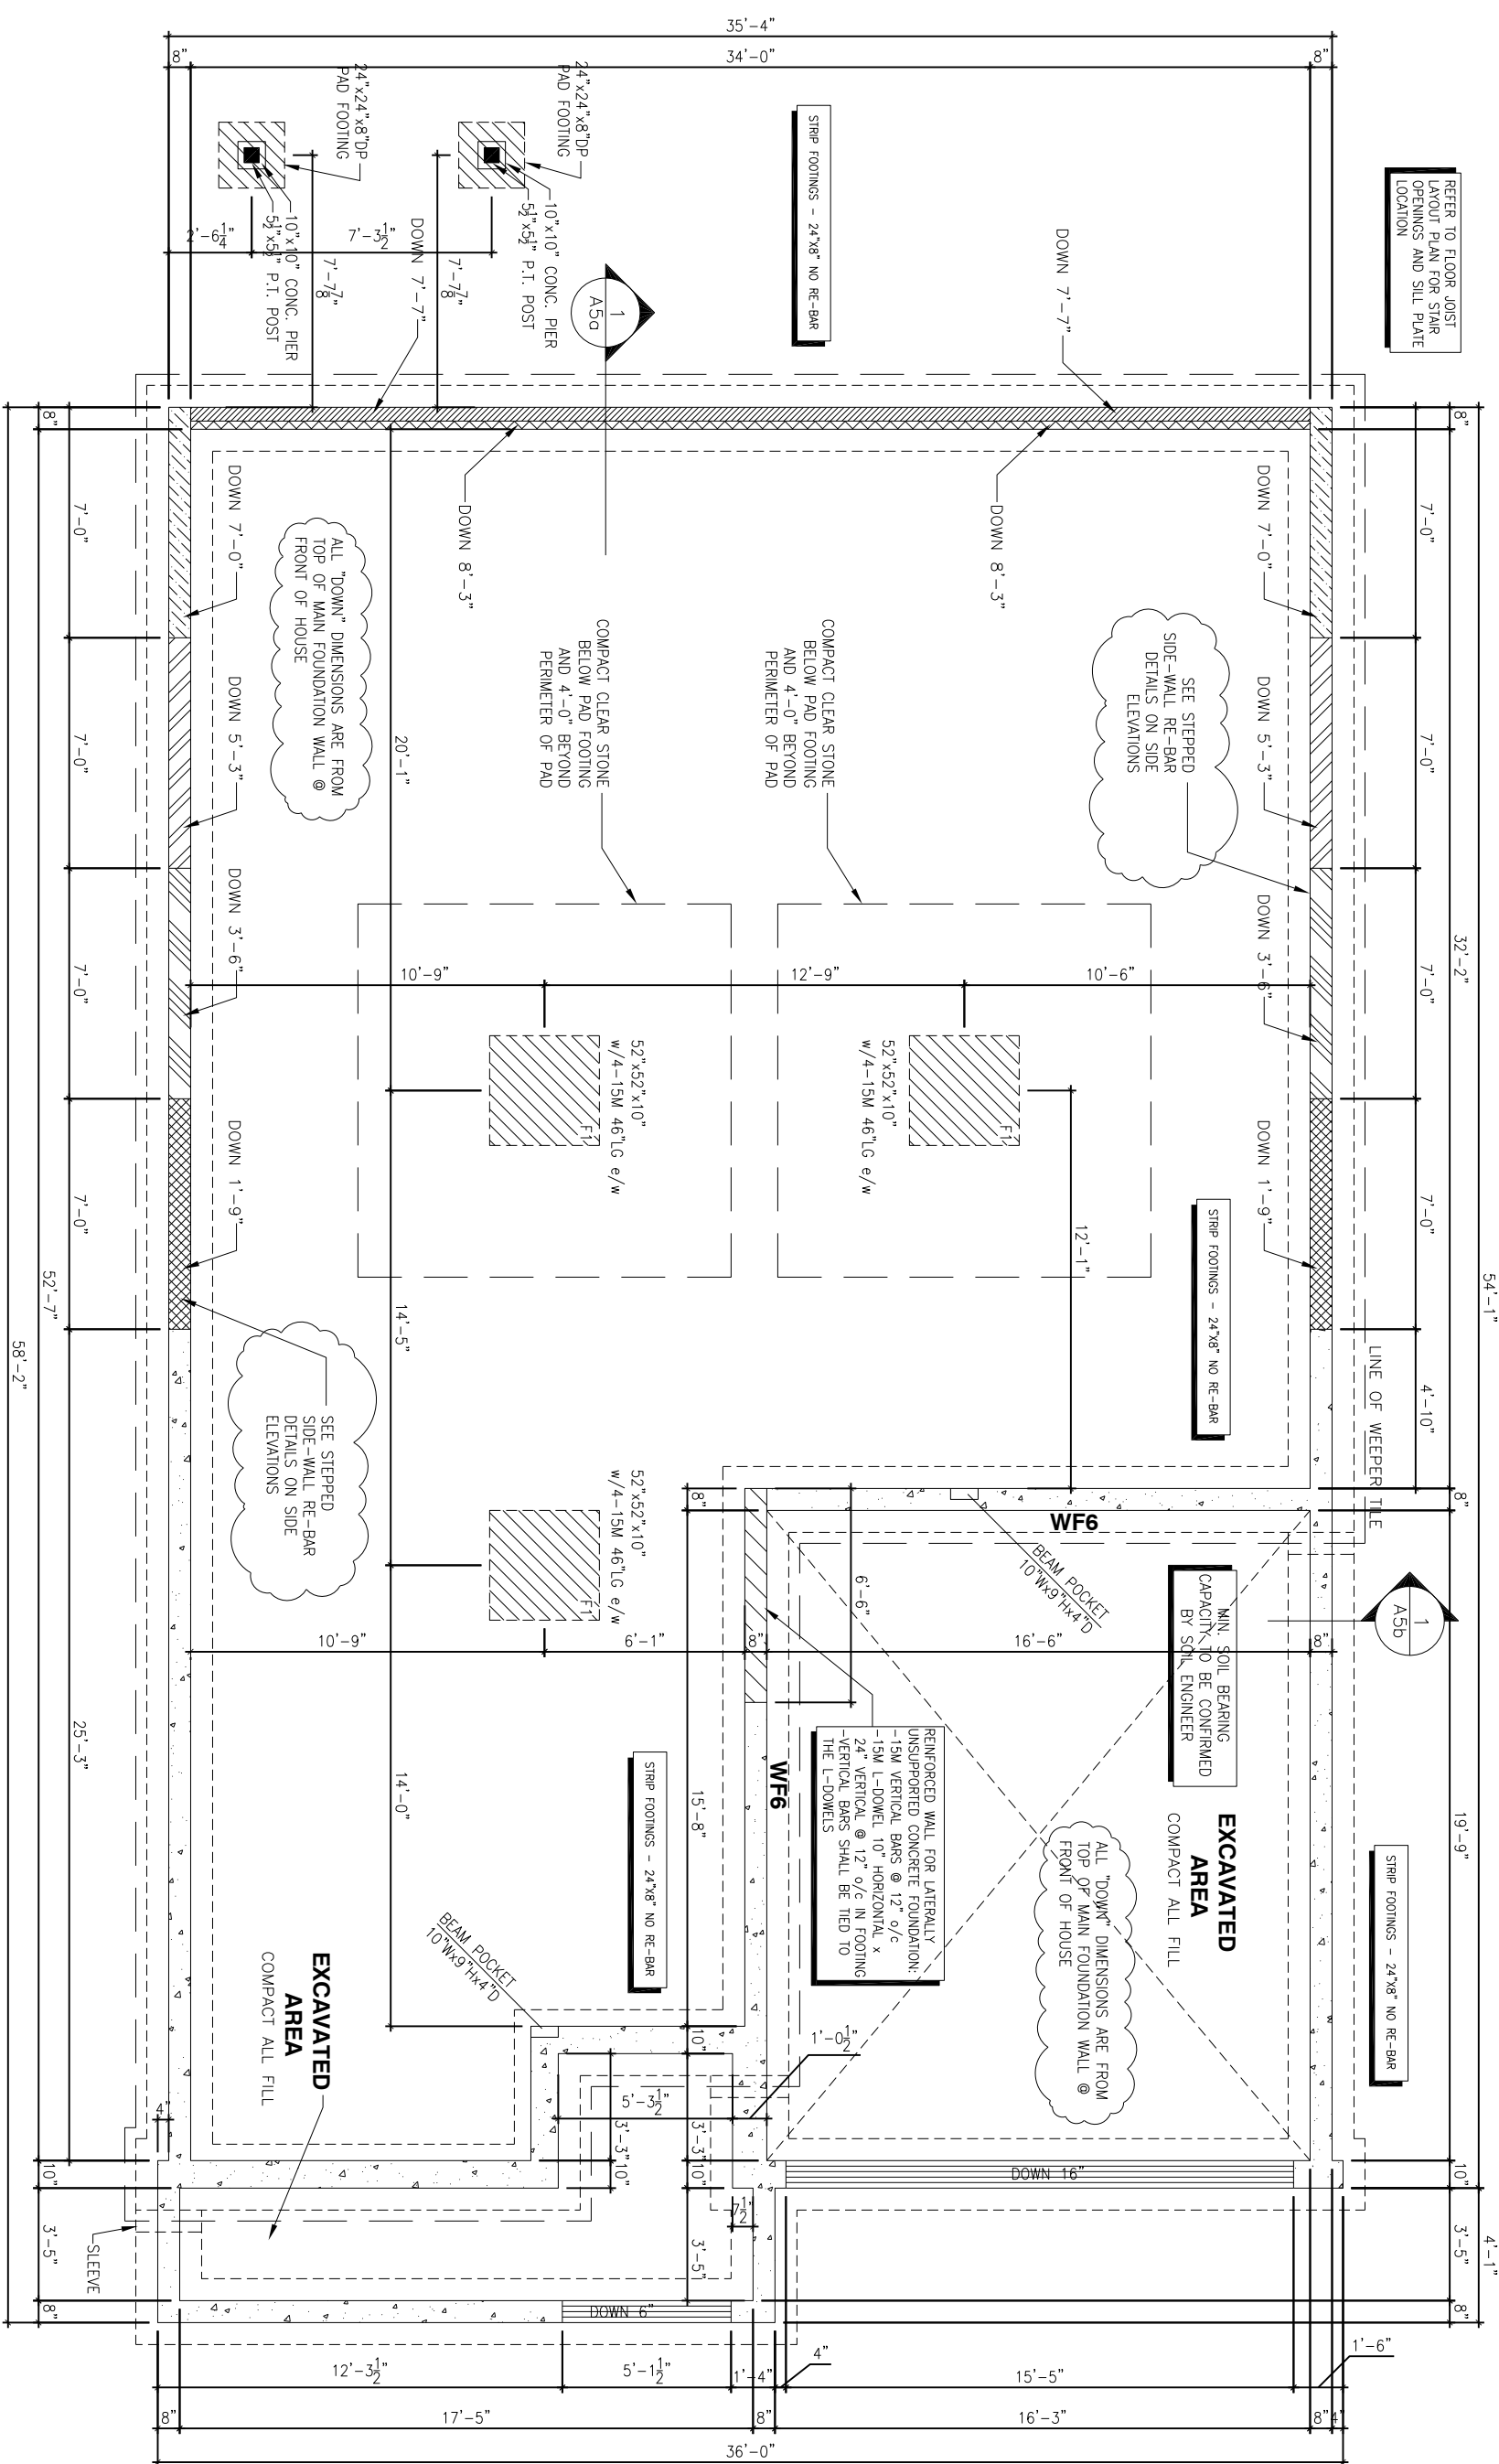 35'-4"
8"
34'-0"
8"
REFER TO FLOOR JOIST
LAYOUT PLAN FOR STAIR
OPENINGS AND SILL PLATE
LOCATION
STRIP FOOTINGS - 24"X8" NO RE-BAR
24"x24"x8"DP
PAD FOOTING
10"x10" CONC. PIER
5½"x5½" P.T. POST
24"x24"x8"DP
PAD FOOTING
10"x10" CONC. PIER
5½"x5½" P.T. POST
2'-6¼"
7'-3½"
7'-7⅞"
7'-7⅞"
1
A5a
DOWN 7'-7"
DOWN 7'-7"
54'-1"
4'-1"
8"
32'-2"
8"
19'-9"
10"
3'-5"
8"
7'-0"
7'-0"
7'-0"
7'-0"
4'-10"
LINE OF WEEPER TILE
DOWN 7'-0"
DOWN 5'-3"
DOWN 3'-6"
DOWN 1'-9"
SEE STEPPED
SIDE-WALL RE-BAR
DETAILS ON SIDE
ELEVATIONS
STRIP FOOTINGS - 24"X8" NO RE-BAR
STRIP FOOTINGS - 24"X8" NO RE-BAR
1
A5b
DOWN 8'-3"
DOWN 8'-3"
COMPACT CLEAR STONE
BELOW PAD FOOTING
AND 4'-0" BEYOND
PERIMETER OF PAD
COMPACT CLEAR STONE
BELOW PAD FOOTING
AND 4'-0" BEYOND
PERIMETER OF PAD
10'-9"
12'-9"
10'-6"
F1
52"x52"x10"
w/4-15M 46"LG e/w
F1
52"x52"x10"
w/4-15M 46"LG e/w
12'-1"
20'-1"
14'-5"
14'-0"
F1
52"x52"x10"
w/4-15M 46"LG e/w
10'-9"
6'-1"
8"
16'-6"
8"
WF6
BEAM POCKET
10"Wx9"Hx4"D
MIN. SOIL BEARING
CAPACITY TO BE CONFIRMED
BY SOIL ENGINEER
EXCAVATED
AREA
COMPACT ALL FILL
ALL "DOWN" DIMENSIONS ARE FROM
TOP OF MAIN FOUNDATION WALL @
FRONT OF HOUSE
6'-6"
REINFORCED WALL FOR LATERALLY
UNSUPPORTED CONCRETE FOUNDATION:
-15M VERTICAL BARS @ 12" o/c
-15M L-DOWEL 10" HORIZONTAL x
24" VERTICAL @ 12" o/c IN FOOTING
-VERTICAL BARS SHALL BE TIED TO
THE L-DOWELS
WF6
8"
15'-8"
10"
3'-3"
10"
3'-5"
STRIP FOOTINGS - 24"X8" NO RE-BAR
BEAM POCKET
10"Wx9"Hx4"D
1'-0½"
5'-3½"
3'-3"
10"
7½"
DOWN 16"
DOWN 6"
EXCAVATED
AREA
COMPACT ALL FILL
SLEEVE
4"
ALL "DOWN" DIMENSIONS ARE FROM
TOP OF MAIN FOUNDATION WALL @
FRONT OF HOUSE
SEE STEPPED
SIDE-WALL RE-BAR
DETAILS ON SIDE
ELEVATIONS
DOWN 7'-0"
DOWN 5'-3"
DOWN 3'-6"
DOWN 1'-9"
7'-0"
7'-0"
7'-0"
7'-0"
25'-3"
8"
52'-7"
10"
3'-5"
8"
58'-2"
12'-3½"
5'-1½"
1'-4"
4"
15'-5"
1'-6"
8"
17'-5"
8"
16'-3"
8"
4"
36'-0"